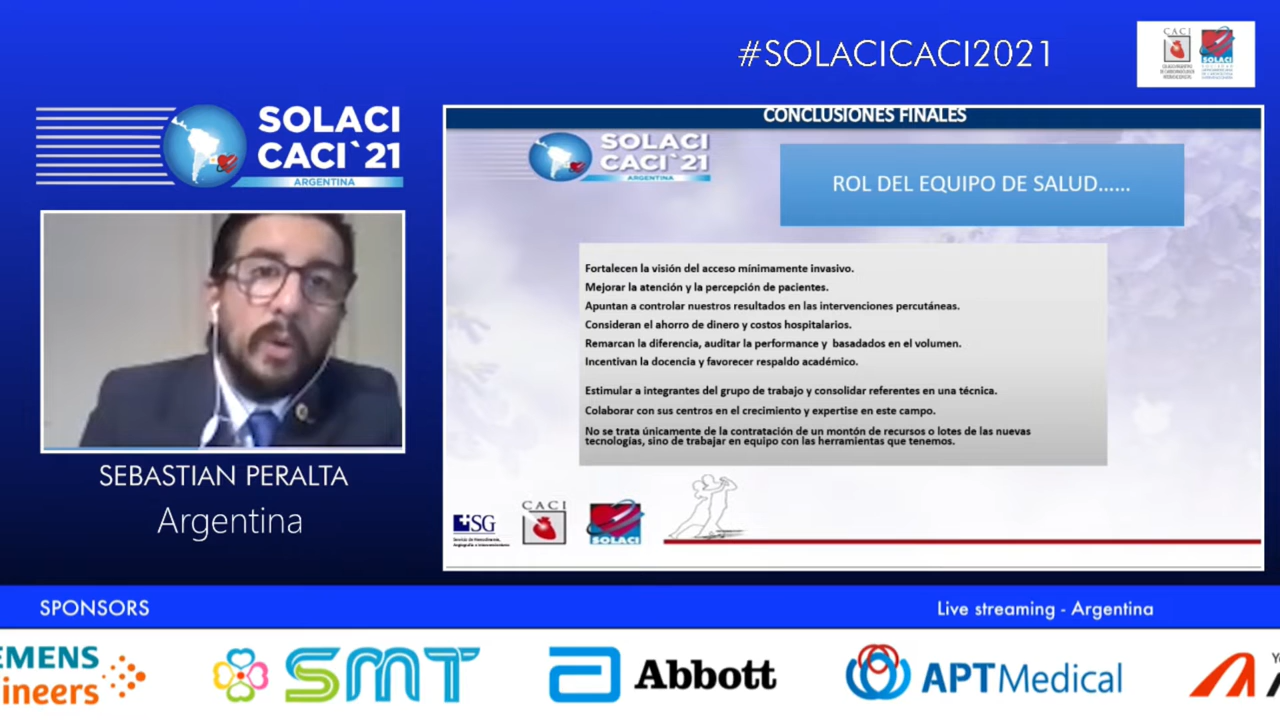 #SOLACICACI2021
CACI
SOLACI
SOLACI
CACI`21
ARGENTINA
SEBASTIAN PERALTA
Argentina
CONCLUSIONES FINALES
SOLACI
CACI`21
ARGENTINA
ROL DEL EQUIPO DE SALUD......
Fortalecen la visión del acceso mínimamente invasivo.
Mejorar la atención y la percepción de pacientes.
Apuntan a controlar nuestros resultados en las intervenciones percutáneas.
Consideran el ahorro de dinero y costos hospitalarios.
Remarcan la diferencia, auditar la performance y basadados en el volumen.
Incentivan la docencia y favorecer respaldo académico.
Estimular a integrantes del grupo de trabajo y consolidar referentes en una técnica.
Colaborar con sus centros en el crecimiento y expertise en este campo.
No se trata únicamente de la contratación de un montón de recursos o lotes de las nuevas
tecnologías, sino de trabajar en equipo con las herramientas que tenemos.
SG
CACI
SOLACI
SPONSORS
Live streaming - Argentina
EMENS
ineers
SMT
Abbott
APT Medical